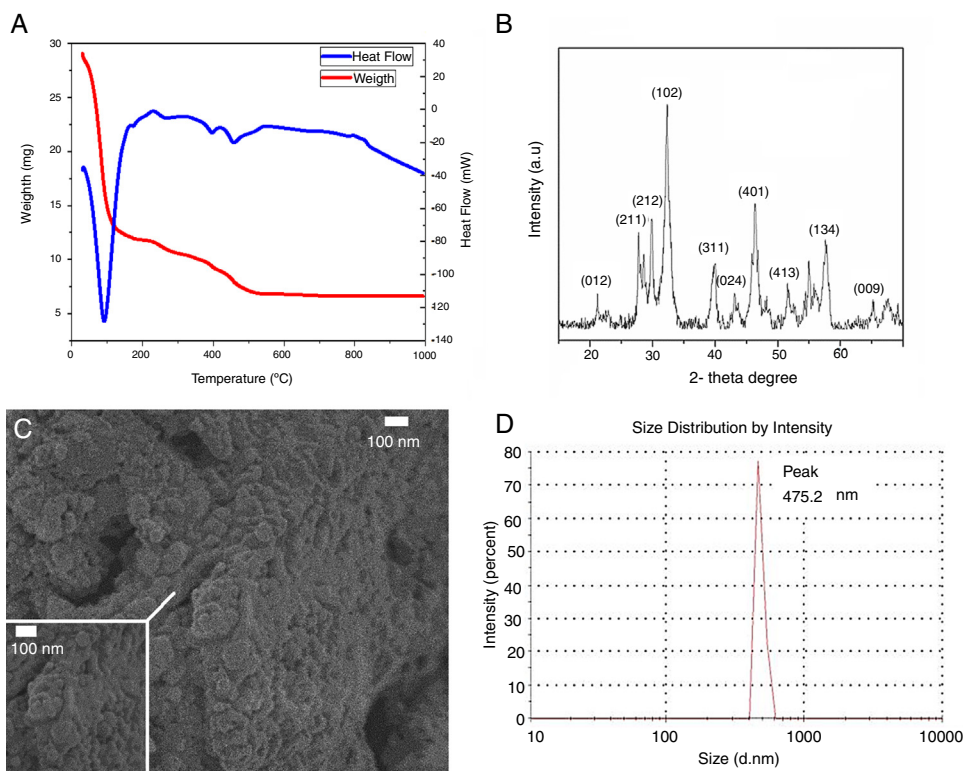 A
30
25
20
15
10
5
Weighth (mg)
0
200
400
600
800
1000
Temperature (ºC)
40
20
0
-20
-40
-60
-80
-100
-120
-140
Heat Flow (mW)
Heat Flow
Weigth
B
Intensity (a.u)
(012)
(211)
(212)
(102)
(311)
(024)
(401)
(413)
(134)
(009)
20
30
40
50
60
2- theta degree
C
100 nm
100 nm
D
Size Distribution by Intensity
80
70
60
50
40
30
20
10
0
Intensity (percent)
Peak
475.2 nm
10
100
1000
10000
Size (d.nm)